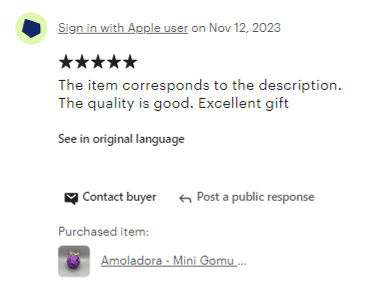 Sign in with Apple user on Nov 12, 2023
The item corresponds to the description.
The quality is good. Excellent gift
See in original language
Contact buyer
Post a public response
Purchased item:
Amoladora - Mini Gomu ...